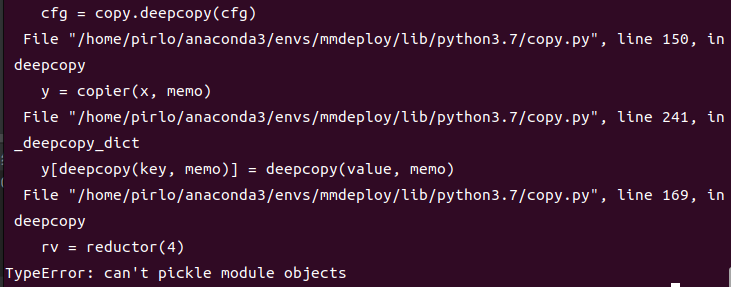 cfg = copy.deepcopy(cfg)
File "/home/pirlo/anaconda3/envs/mmdeploy/lib/python3.7/copy.py", line 150, in
deepcopy
y = copier(x, memo)
File "/home/pirlo/anaconda3/envs/mmdeploy/lib/python3.7/copy.py", line 241, in
_deepcopy_dict
y[deepcopy(key, memo)] = deepcopy(value, memo)
File "/home/pirlo/anaconda3/envs/mmdeploy/lib/python3.7/copy.py", line 169, in
deepcopy
rv = reductor(4)
TypeError: can't pickle module objects